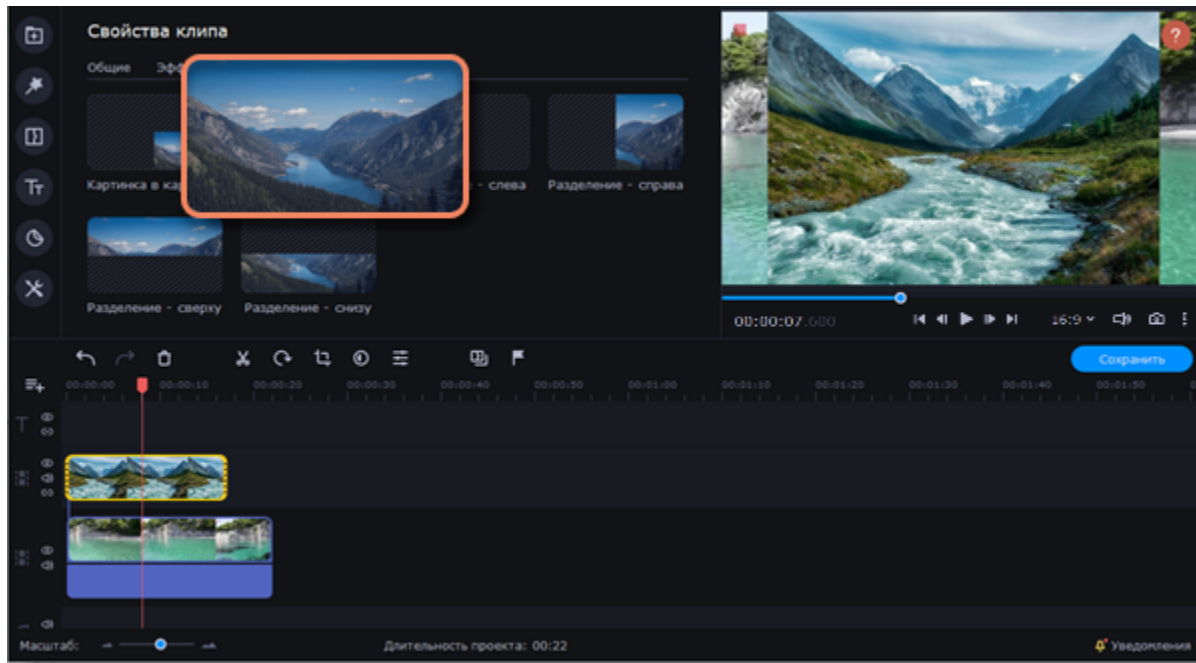 Свойства клипа
?
Общие
Картинка в
слева
Разделение - справа
Разделение - сверху
Разделение - снизу
00:00:07.600
16:9
Сохранить
00:00:00 00:00:10 00:00:20 00:00:30 00:00:40 00:00:50 00:01:00 00:01:10 00:01:20 00:01:30 00:01:40 00:01:50
Масштаб:
Длительность проекта: 00:22
Уведомления